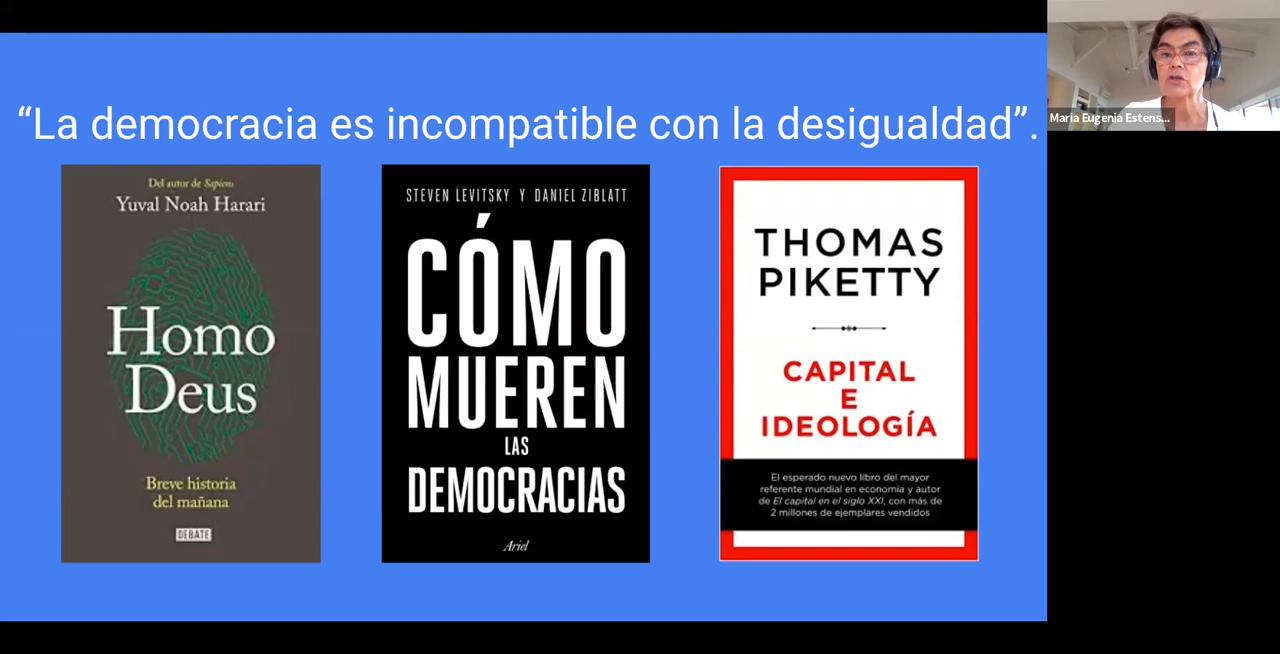 “La democracia es incompatible con la desigualdad”.
Del autor de Sapiens
Yuval Noah Harari
Homo
Deus
Breve historia
del mañana
DEBATE
STEVEN LEVITSKY Y DANIEL ZIBLATT
CÓMO
MUEREN
LAS
DEMOCRACIAS
Ariel
THOMAS
PIKETTY
CAPITAL
E
IDEOLOGÍA
El esperado nuevo libro del mayor
referente mundial en economía y autor
de El capital en el siglo XXI, con más de
2 millones de ejemplares vendidos
Maria Eugenia Estens...